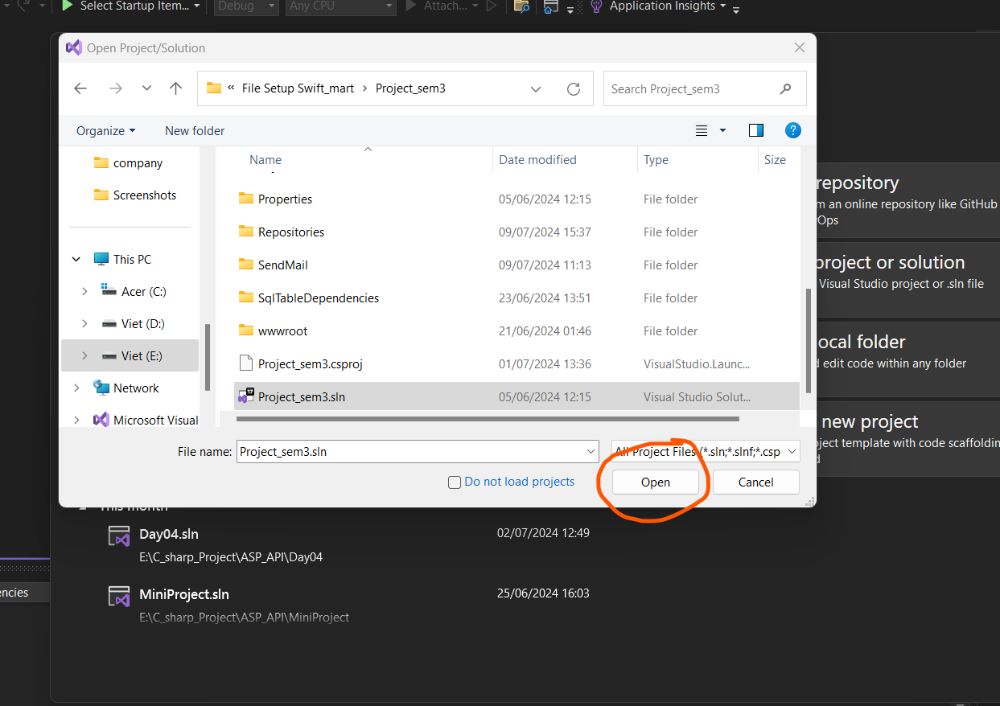 Select Startup Item...
Debug
Any CPU
Attach...
Application Insights
Open Project/Solution
« File Setup Swift_mart > Project_sem3
Search Project_sem3
Organize
New folder
company
Screenshots
This PC
Acer (C:)
Viet (D:)
Viet (E:)
Network
Microsoft Visual
Name Date modified Type Size
Properties 05/06/2024 12:15 File folder
Repositories 09/07/2024 15:37 File folder
SendMail 09/07/2024 11:13 File folder
SqlTableDependencies 23/06/2024 13:51 File folder
wwwroot 21/06/2024 01:46 File folder
Project_sem3.csproj 01/07/2024 13:36 VisualStudio.Launc...
17
Project_sem3.sln 05/06/2024 12:15 Visual Studio Solut...
File name: Project_sem3.sln
All Project Files (*.sln;*.slnf;*.csp
Do not load projects
Open
Cancel
repository
m an online repository like GitHub
Ops
project or solution
Visual Studio project or .sln file
ocal folder
d edit code within any folder
new project
ject template with code scaffoldin
d
This month
Day04.sln 02/07/2024 12:49
E:\C_sharp_Project\ASP_API\Day04
MiniProject.sln 25/06/2024 16:03
E:\C_sharp_Project\ASP_API\MiniProject
encies